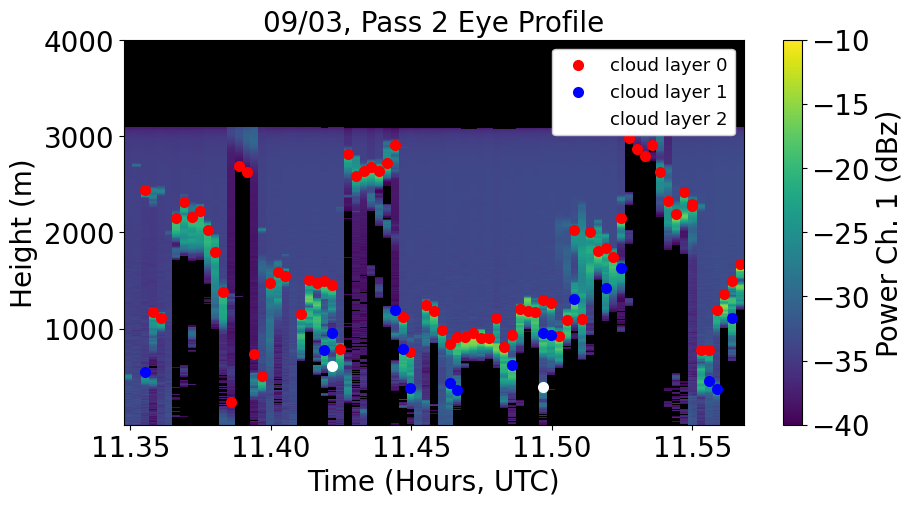 09/03, Pass 2 Eye Profile
4000
3000
2000
1000
Height (m)
cloud layer 0
cloud layer 1
cloud layer 2
11.35
11.40
11.45
11.50
11.55
Time (Hours, UTC)
−10
−15
−20
−25
−30
−35
−40
Power Ch. 1 (dBz)